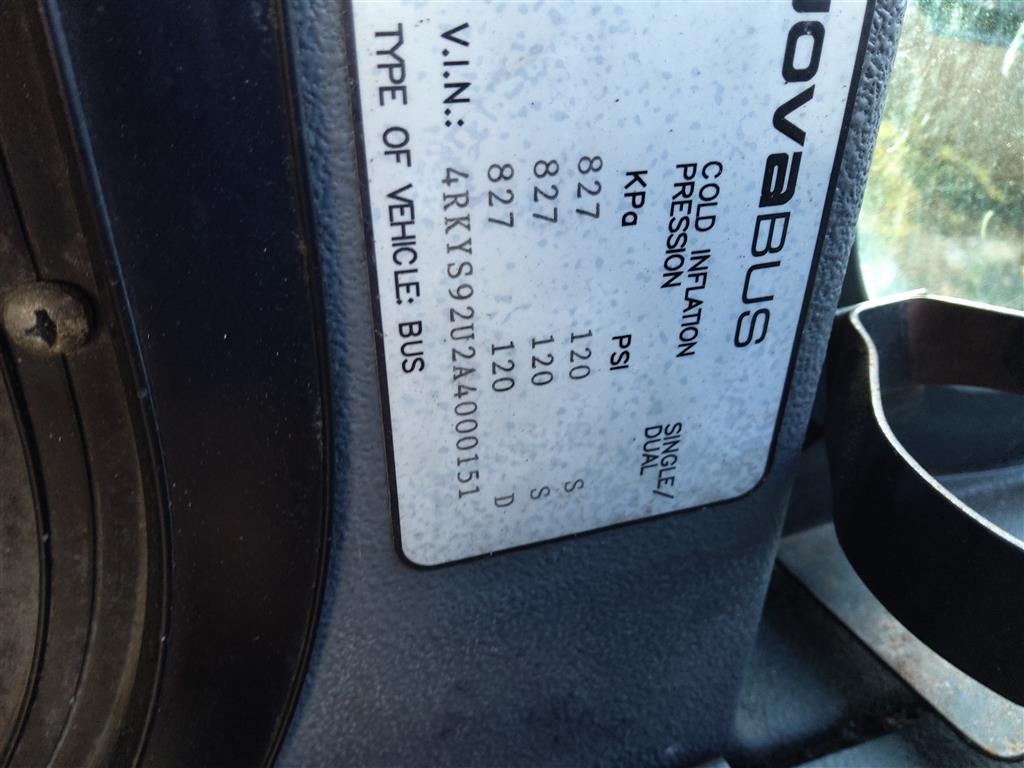 novaBUS
COLD INFLATION SINGLE/
PRESSION DUAL
KPa PSI
827 120 S
827 120 S
827 120 D
V.I.N.: 4RKYS92U2A4000151
TYPE OF VEHICLE: BUS